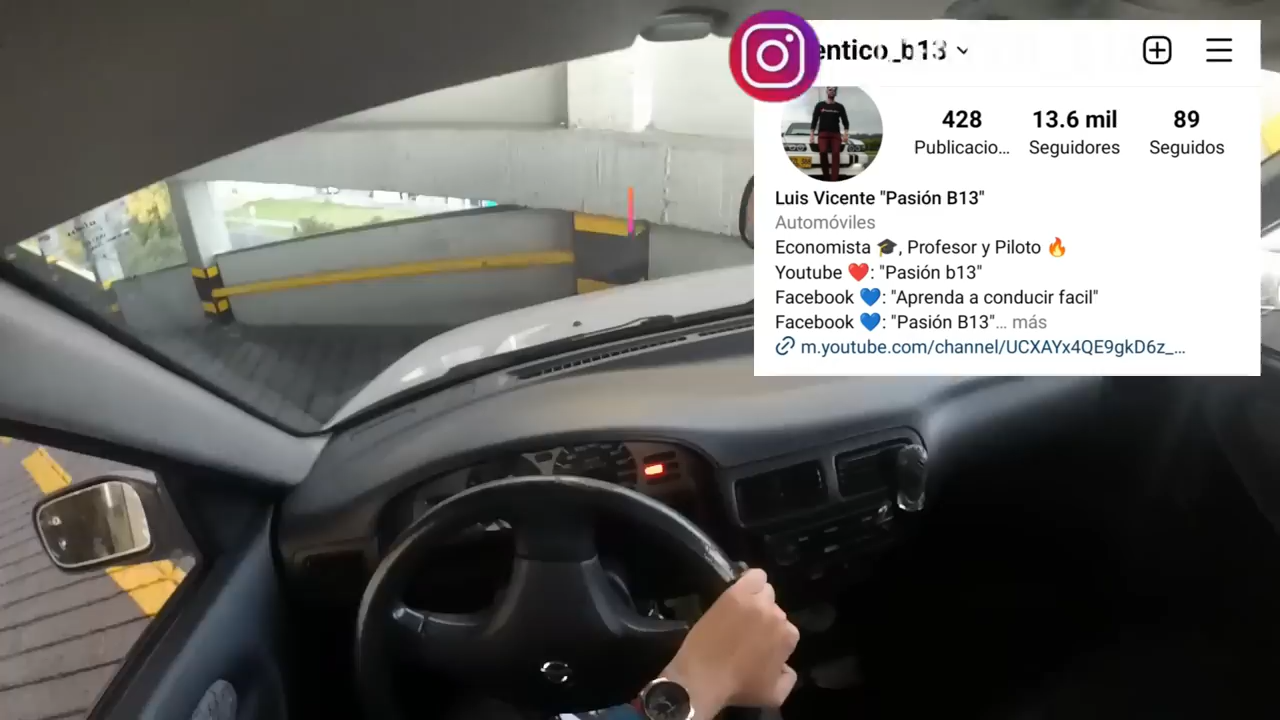 entico_b13
428
13.6 mil
89
Publicacio...
Seguidores
Seguidos
Luis Vicente "Pasión B13"
Automóviles
Economista 🎓, Profesor y Piloto 🔥
Youtube ❤️: "Pasión b13"
Facebook 💙: "Aprenda a conducir facil"
Facebook 💙: "Pasión B13"... más
m.youtube.com/channel/UCXAYx4QE9gkD6z_...